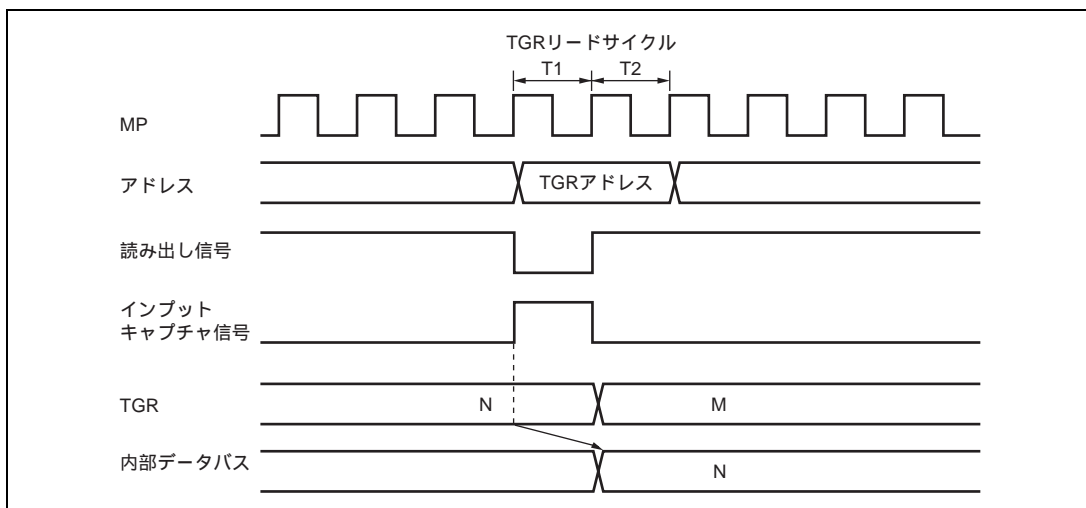 TGRリードサイクル
T1
T2
MP
アドレス
TGRアドレス
読み出し信号
インプット
キャプチャ信号
TGR
N
M
内部データバス
N